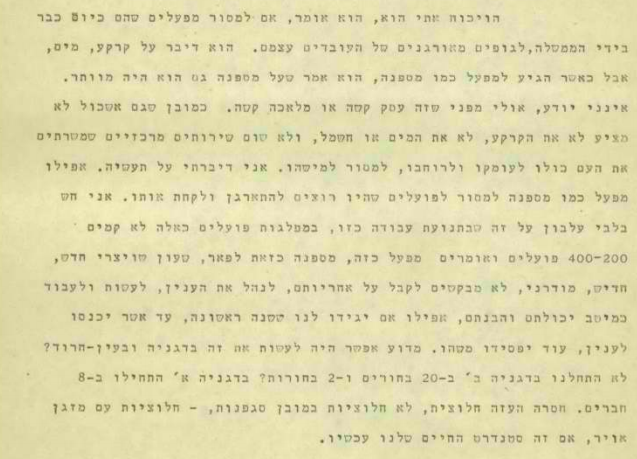 הויכוח אתי הוא, הוא אומר, אם למסור מפעלים שהם כיום כבר
בידי הממשלה, לגופים מאורגנים של העובדים עצמם. הוא דיבר על קרקע, מים,
אבל כאשר הגיע למפעל כמו מספנה, הוא אמר שעל מספנה גם הוא היה מוותר.
אינני יודע, אולי מפני שזה עסק קשה או מלאכה קשה. כמובן שגם אשכול לא
מציע לא את הקרקע, לא את המים או חשמל, ולא שום שירותים מרכזיים שמשרתים
את העם כולו לעומקו ולרוחבו, למסור למישהו. אני דיברתי על תעשיה. אפילו
מפעל כמו מספנה למסור לפועלים שהיו רוצים להתארגן ולקחת אותו. אני חש
בלבי עלבון על זה שבתנועת עבודה כזו, במפלגות פועלים כאלה לא קמים
400-200 פועלים ואומרים מפעל כזה, מספנה כזאת לפאר, שעון שויצרי חדש,
חדיש, מודרני, לא מבקשים לקבל על אחריותם, לנהל את הענין, לעשות ולעבוד
כמיטב יכולתם והבנתם, אפילו אם יגידו לנו ששנה ראשונה, עד אשר יכנסו
לענין, עוד יפסידו משהו. מדוע אפשר היה לעשות את זה בדגניה ובעין-חרוד?
לא התחלנו בדגניה ב' ב-20 בחורים ו-2 בחורות? בדגניה א' התחילו ב-8
חברים. חסרה העזה חלוצית, לא חלוציות במובן סגפנות, - חלוציות עם מזגן
אויר, אם זה סטנדרט החיים שלנו עכשיו.